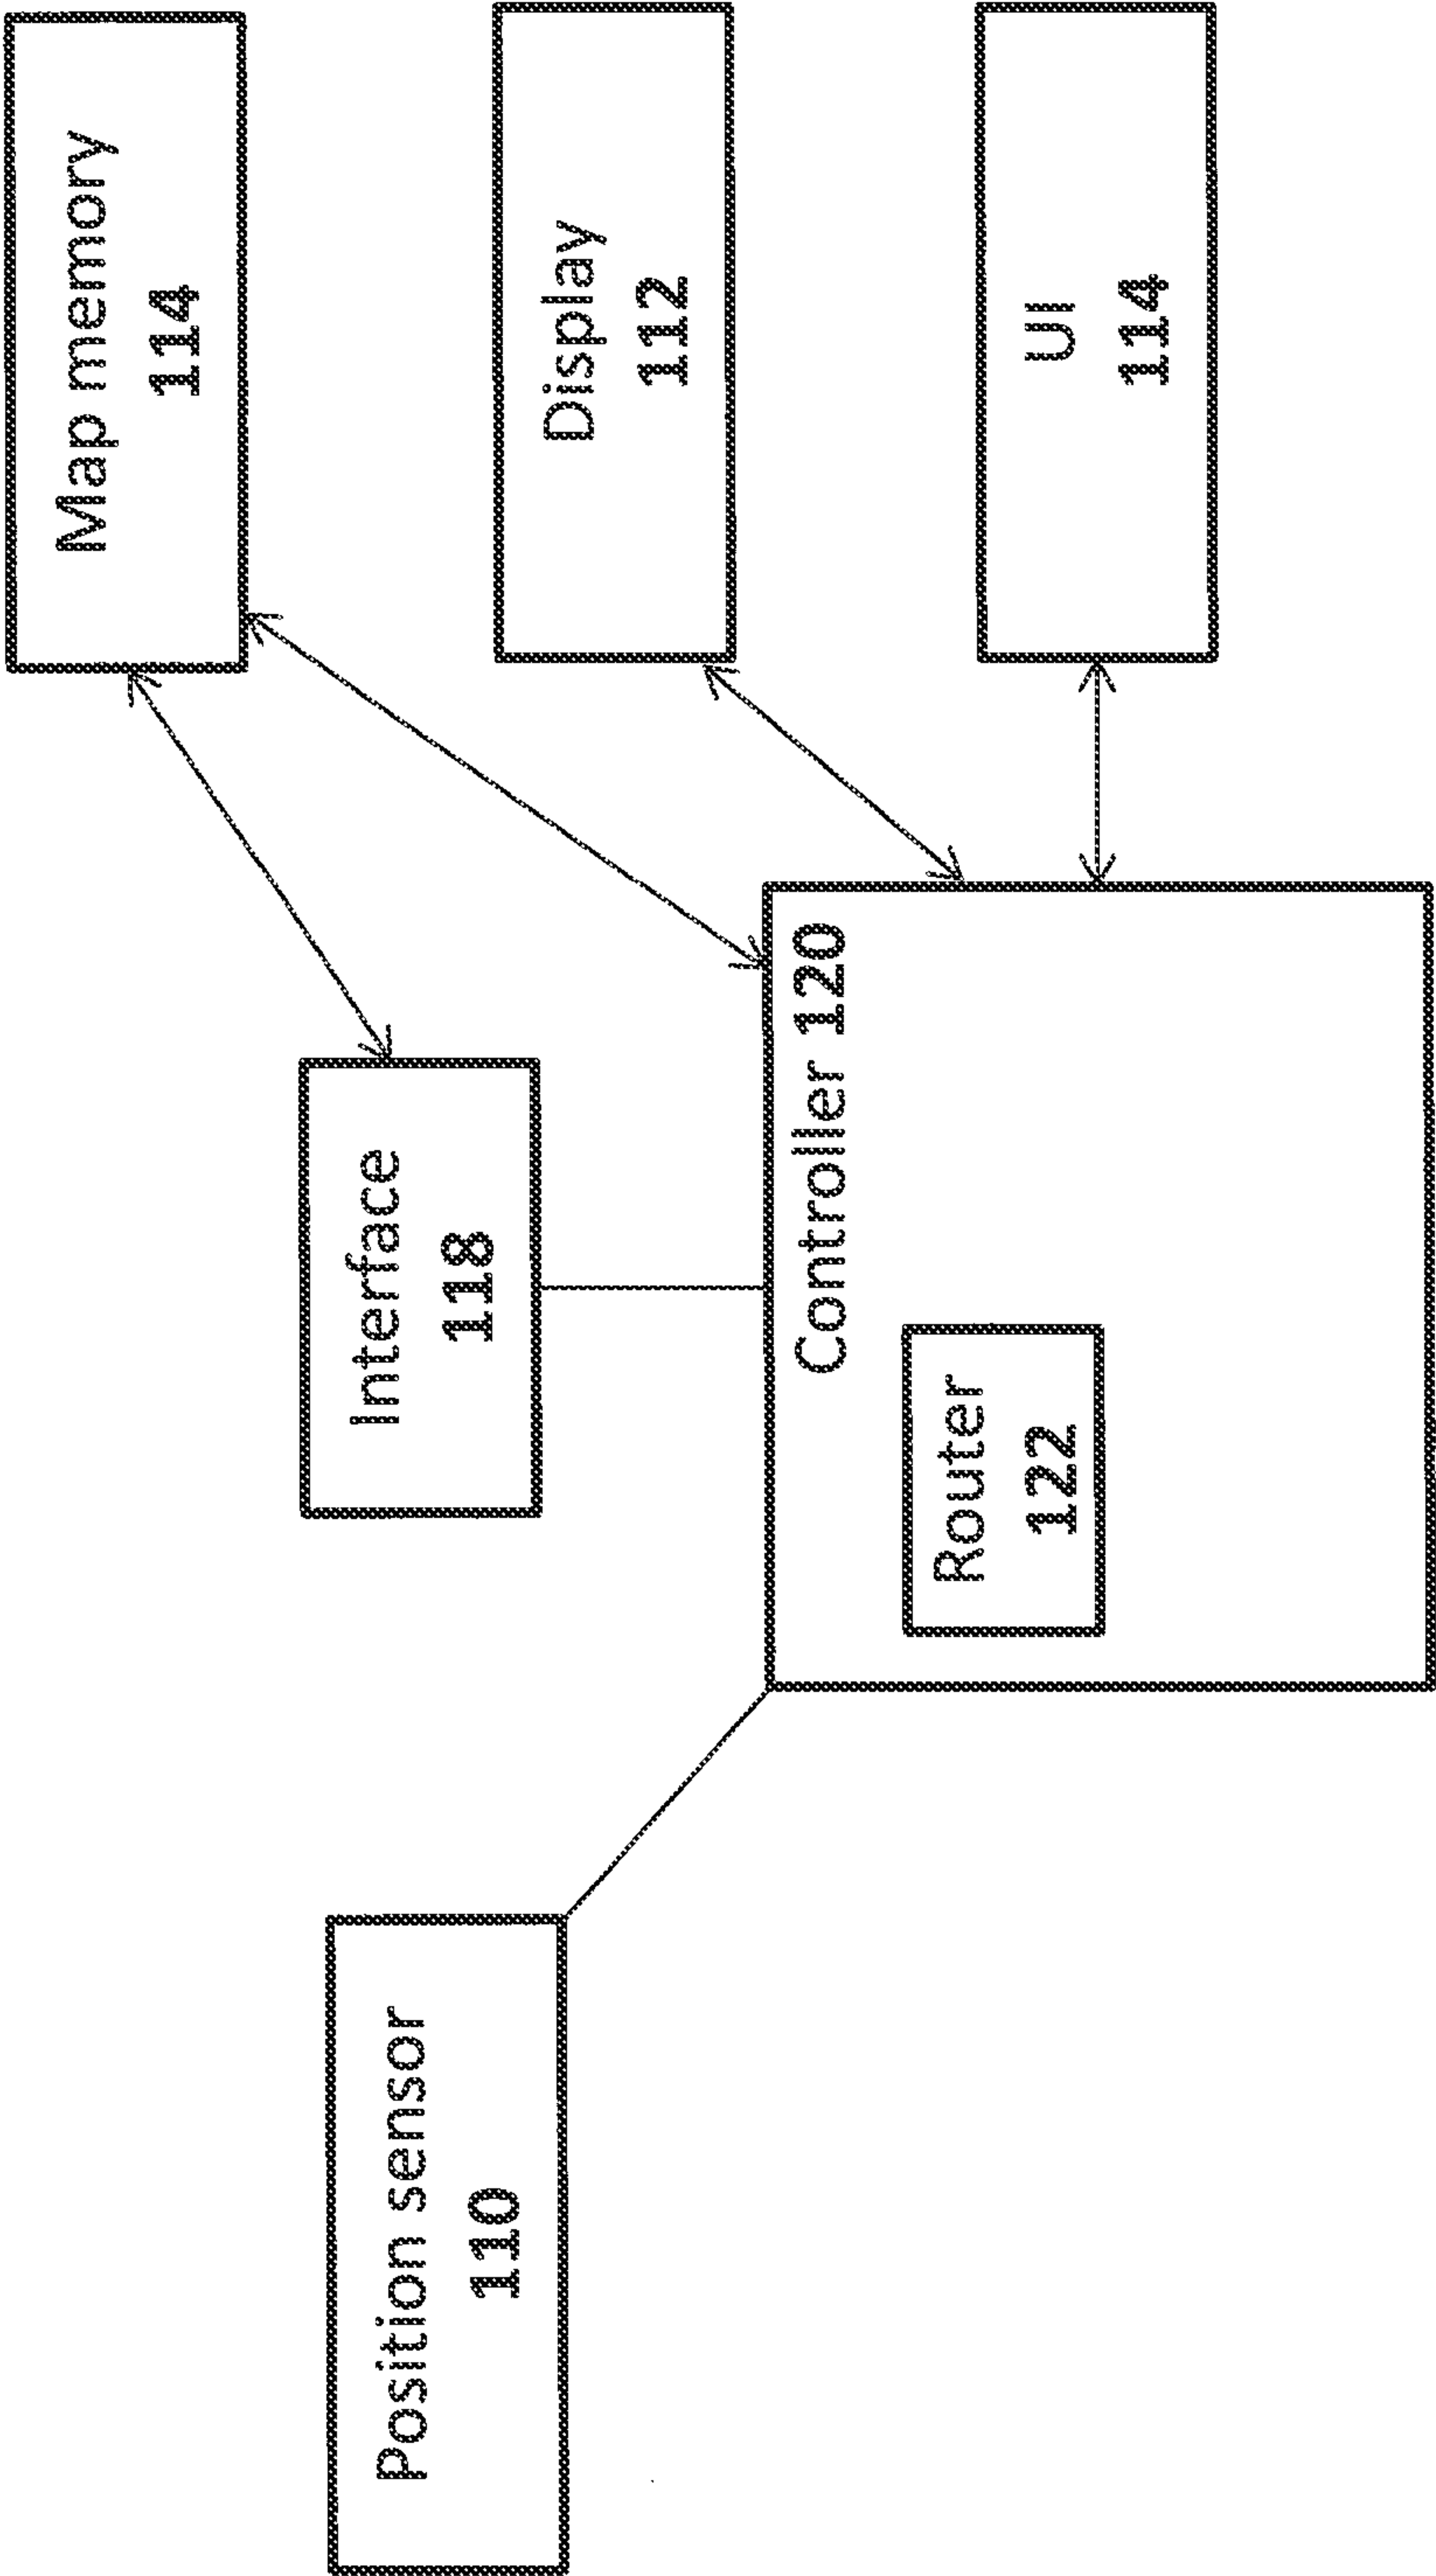 Map memory
114
Interface
118
Display
112
Position sensor
110
Controller 120
Router
122
UI
114